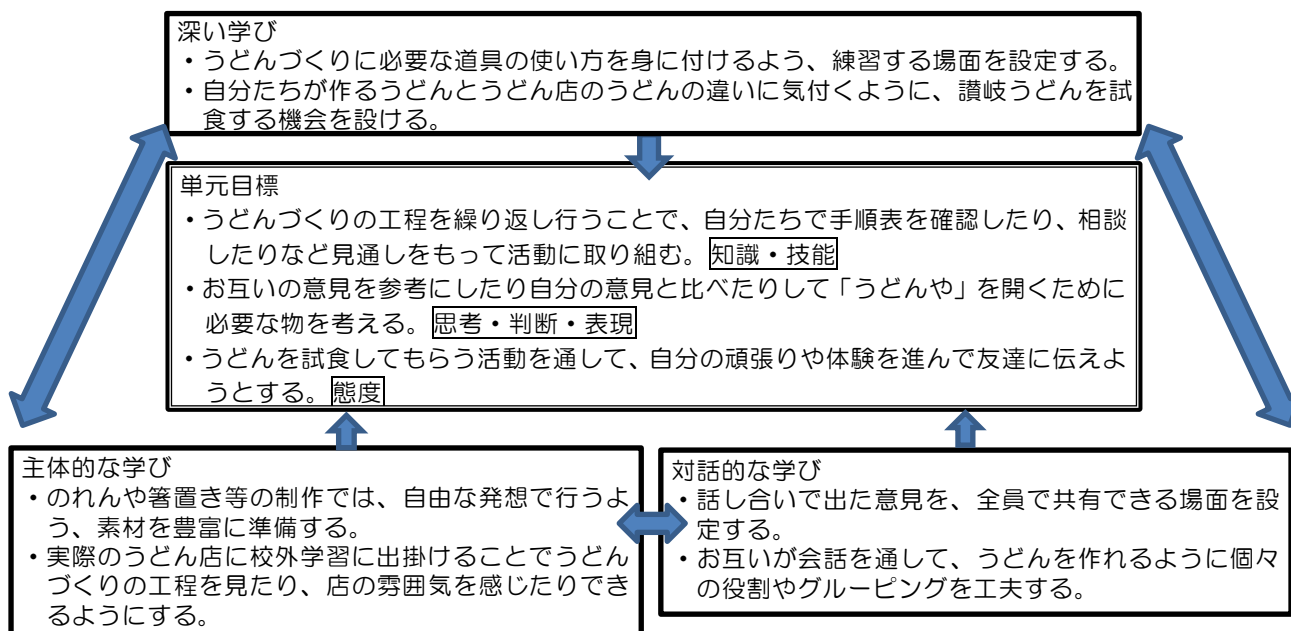 深い学び
・うどんづくりに必要な道具の使い方を身に付けるよう、練習する場面を設定する。
・自分たちが作るうどんとうどん店のうどんの違いに気付くように、讃岐うどんを試
食する機会を設ける。
単元目標
・うどんづくりの工程を繰り返し行うことで、自分たちで手順表を確認したり、相談
したりなど見通しをもって活動に取り組む。知識・技能
・お互いの意見を参考にしたり自分の意見と比べたりして「うどんや」を開くために
必要な物を考える。思考・判断・表現
・うどんを試食してもらう活動を通して、自分の頑張りや体験を進んで友達に伝えよ
うとする。態度
主体的な学び
・のれんや箸置き等の制作では、自由な発想で行うよ
う、素材を豊富に準備する。
・実際のうどん店に校外学習に出掛けることでうどん
づくりの工程を見たり、店の雰囲気を感じたりでき
るようにする。
対話的な学び
・話し合いで出た意見を、全員で共有できる場面を設
定する。
・お互いが会話を通して、うどんを作れるように個々
の役割やグルーピングを工夫する。